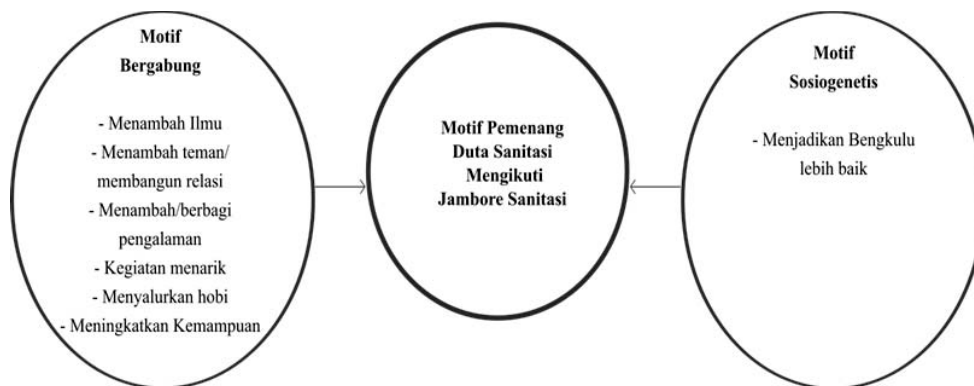 Motif
Bergabung
- Menambah Ilmu
- Menambah teman/
membangun relasi
- Menambah/berbagi
pengalaman
- Kegiatan menarik
- Menyalurkan hobi
- Meningkatkan Kemampuan
Motif Pemenang
Duta Sanitasi
Mengikuti
Jambore Sanitasi
Motif
Sosiogenetis
- Menjadikan Bengkulu
lebih baik